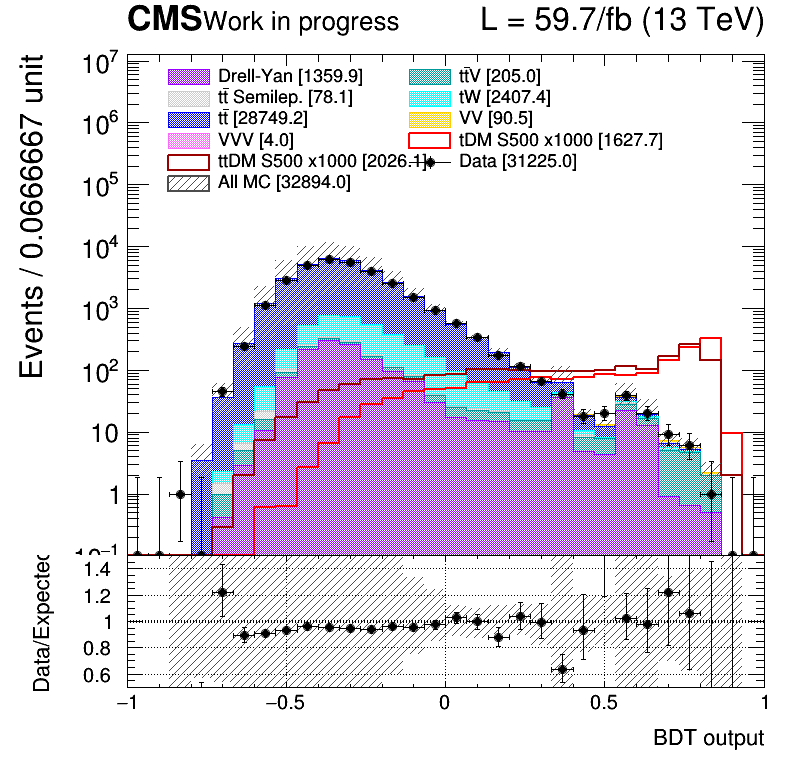 CMS Work in progress L = 59.7/fb (13 TeV)
Events / 0.0666667 unit
10⁷
10⁶
10⁵
10⁴
10³
10²
10
1
10⁻¹
Drell-Yan [1359.9]
tt̄ Semilep. [78.1]
tt̄ [28749.2]
VVV [4.0]
ttDM S500 x1000 [2026.1]
All MC [32894.0]
tt̄V [205.0]
tW [2407.4]
VV [90.5]
tDM S500 x1000 [1627.7]
Data [31225.0]
Data/Expected
1.4
1.2
1
0.8
0.6
−1 −0.5 0 0.5 1
BDT output